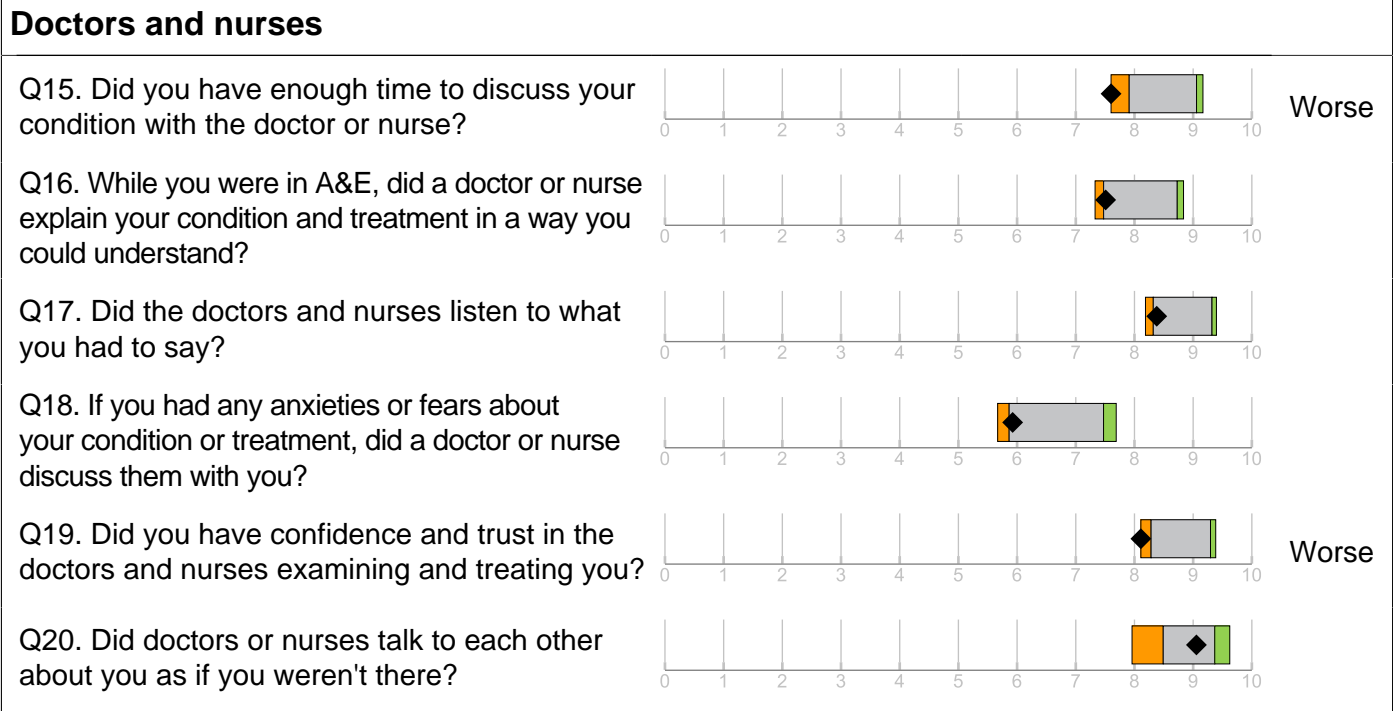 Doctors and nurses
Q15. Did you have enough time to discuss your
condition with the doctor or nurse?
0 1 2 3 4 5 6 7 8 9 10
Worse
Q16. While you were in A&E, did a doctor or nurse
explain your condition and treatment in a way you
could understand?
0 1 2 3 4 5 6 7 8 9 10
Q17. Did the doctors and nurses listen to what
you had to say?
0 1 2 3 4 5 6 7 8 9 10
Q18. If you had any anxieties or fears about
your condition or treatment, did a doctor or nurse
discuss them with you?
0 1 2 3 4 5 6 7 8 9 10
Q19. Did you have confidence and trust in the
doctors and nurses examining and treating you?
0 1 2 3 4 5 6 7 8 9 10
Worse
Q20. Did doctors or nurses talk to each other
about you as if you weren't there?
0 1 2 3 4 5 6 7 8 9 10